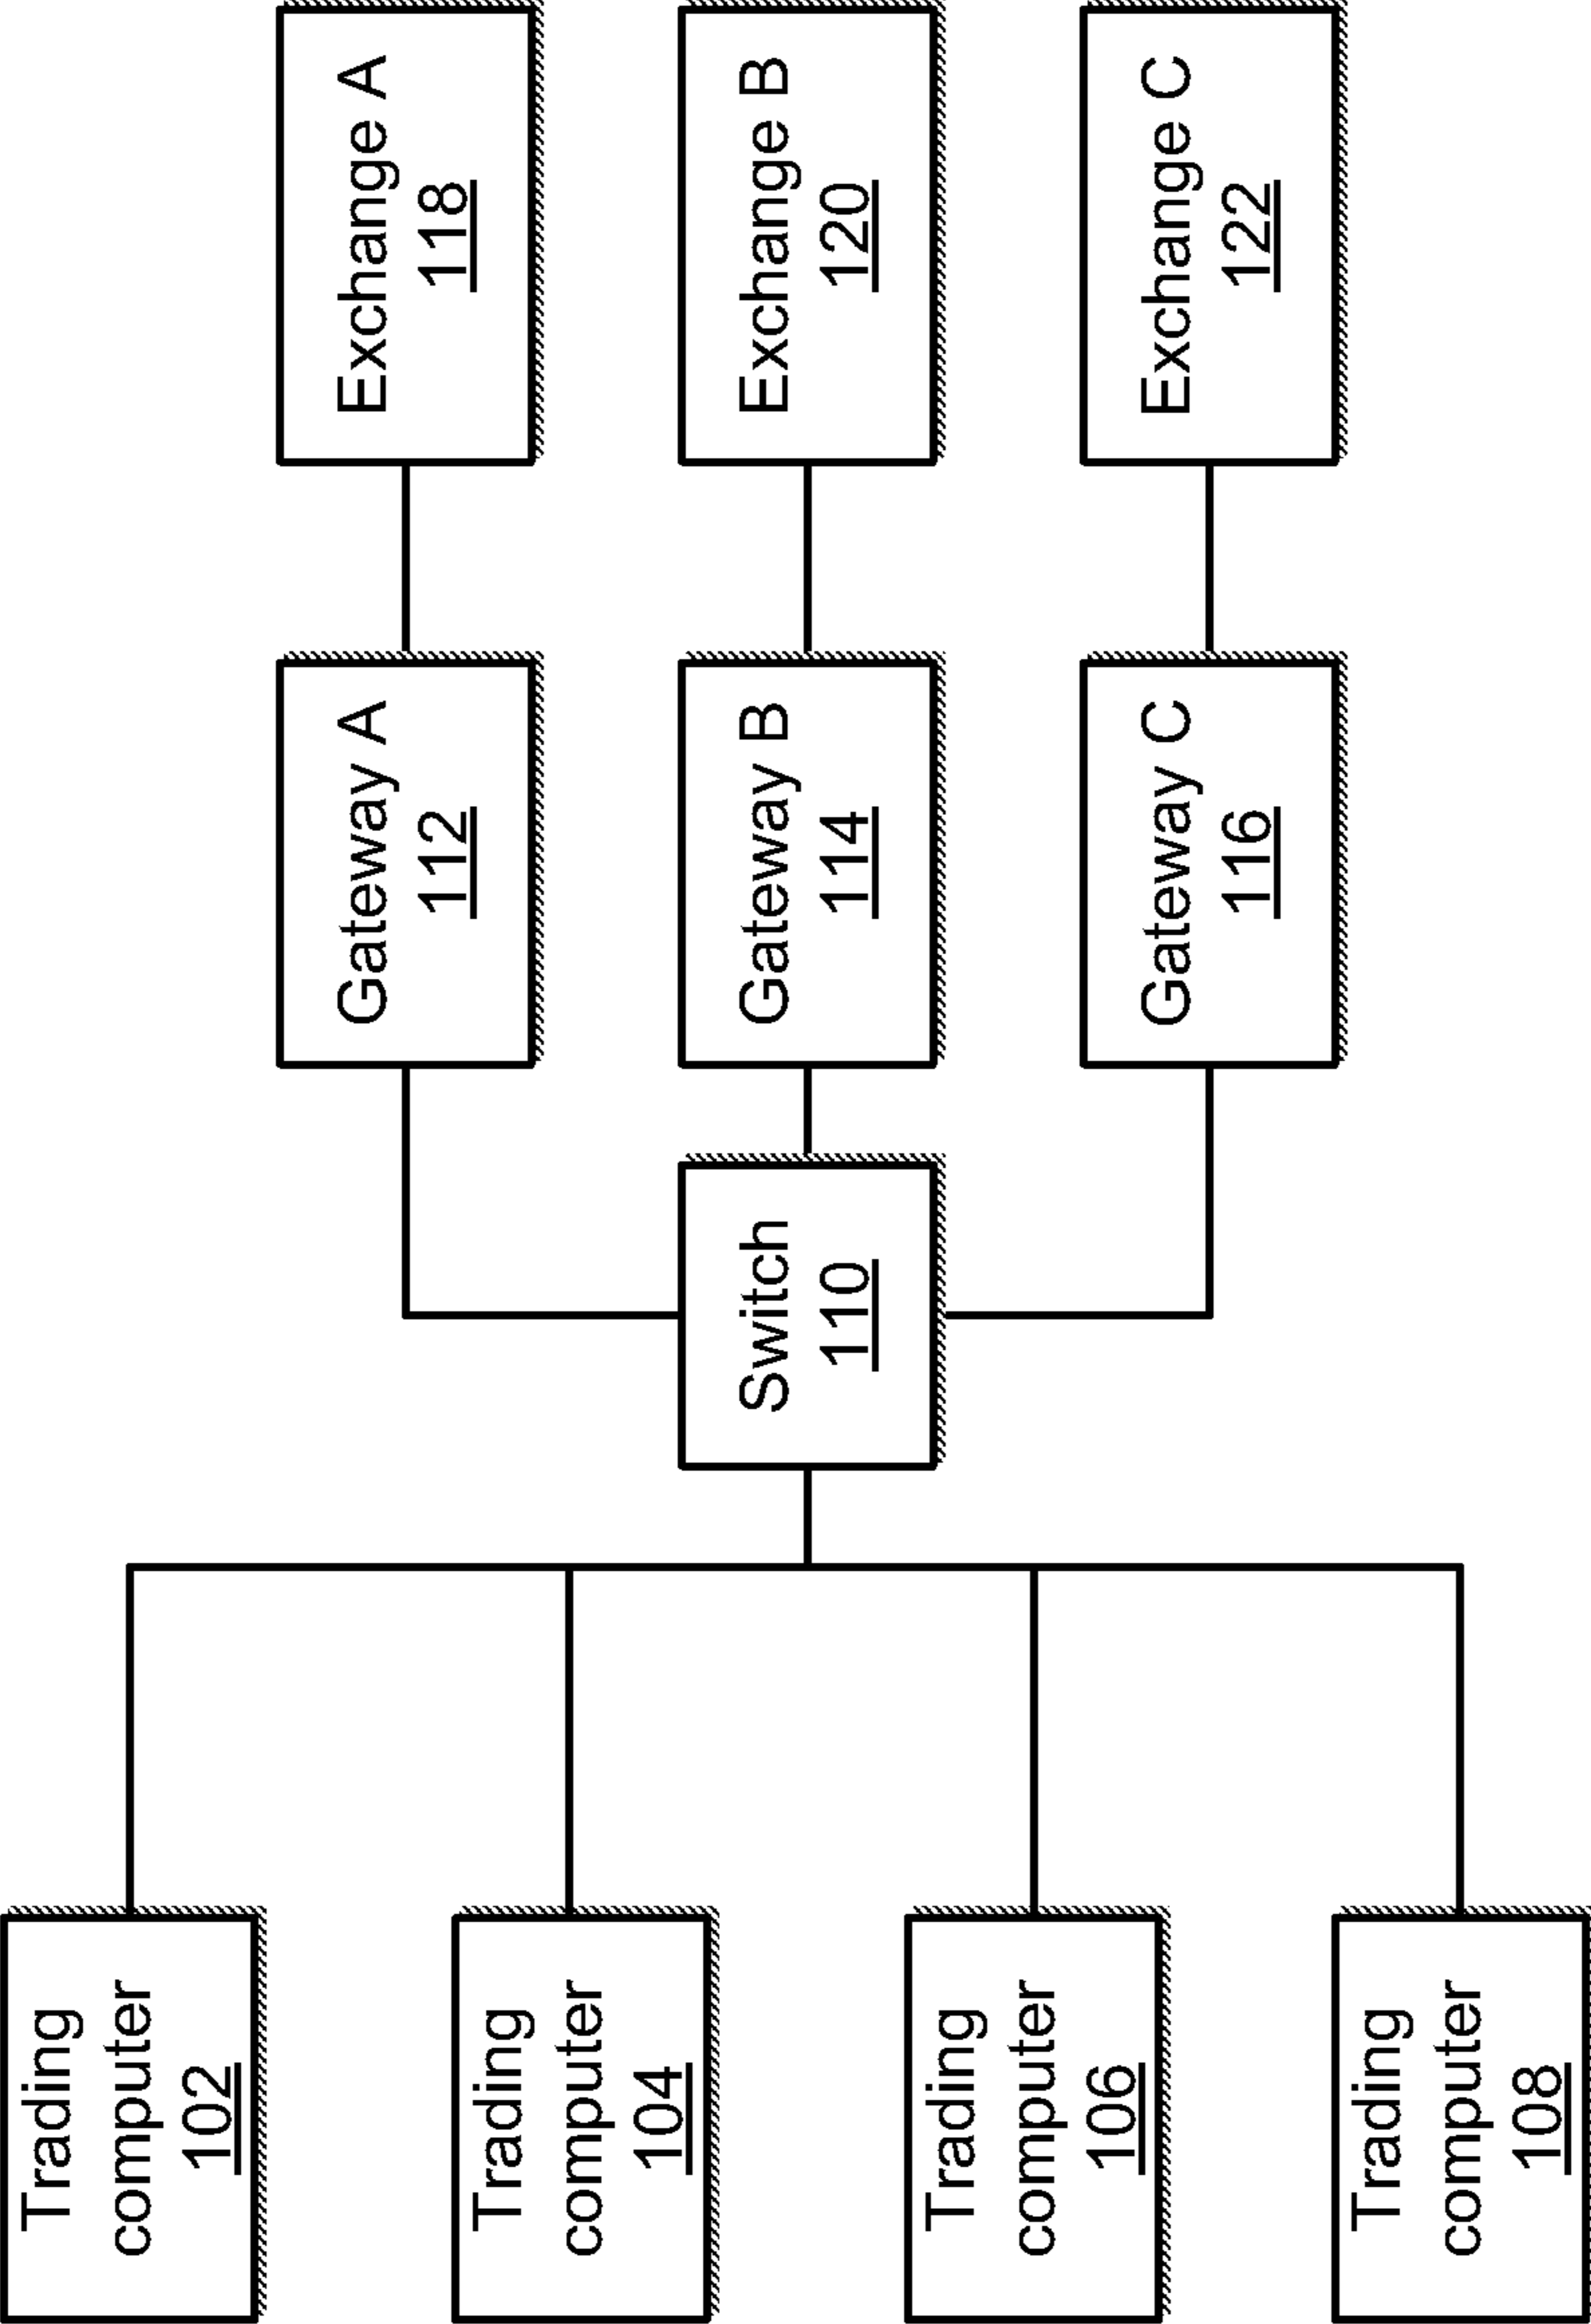 Trading
computer
102
Trading
computer
104
Trading
computer
106
Trading
computer
108
Switch
110
Gateway A
112
Gateway B
114
Gateway C
116
Exchange A
118
Exchange B
120
Exchange C
122